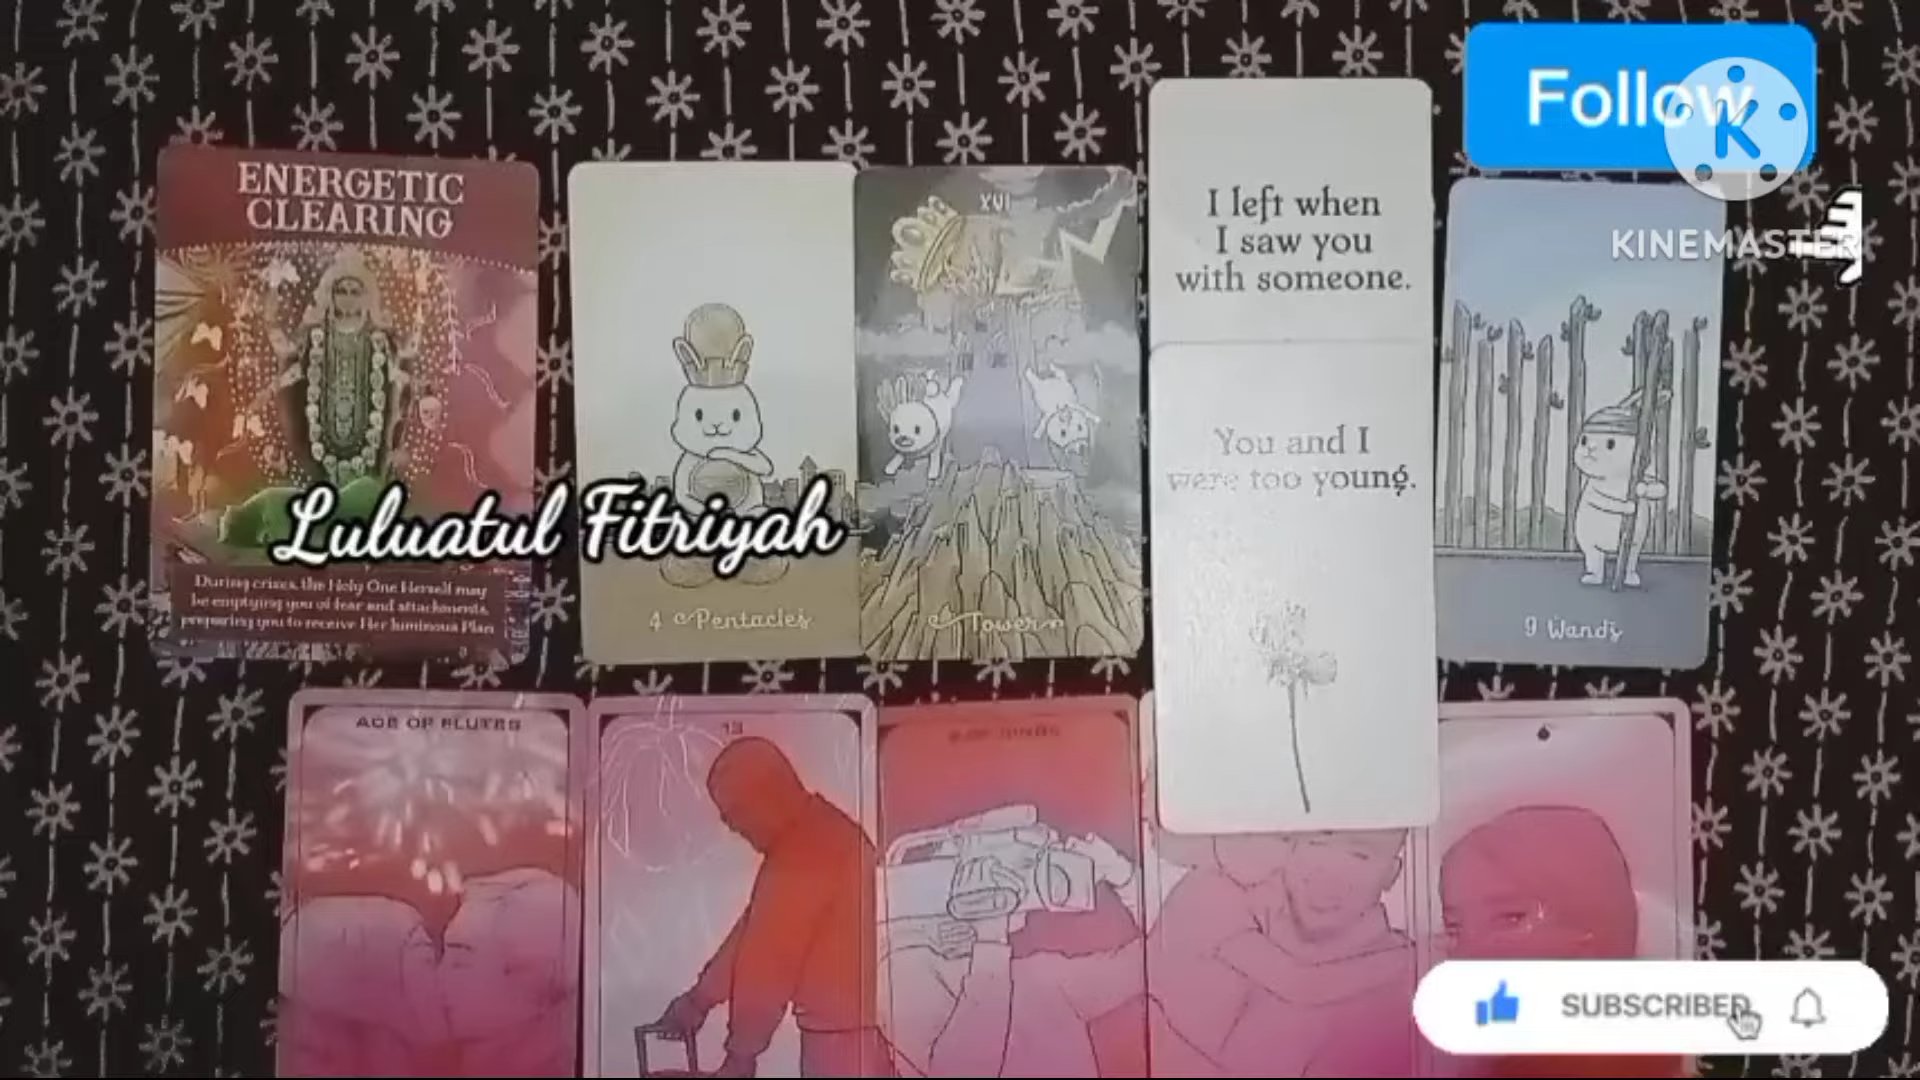 Follow
K
KINEMASTER
ENERGETIC
CLEARING
During crises, the Holy One Herself may
be emptying you of fear and attachments,
preparing you to receive Her luminous Plan
4 Pentacles
XVI
Tower
I left when
I saw you
with someone.
You and I
were too young.
9 Wands
Luluatul Fitriyah
ACE OF FLUTES
13
SUBSCRIBED